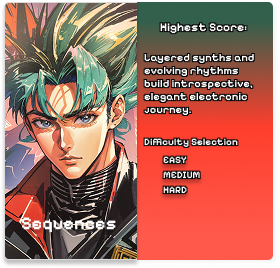 Highest Score:
Layered synths and
evolving rhythms
build introspective,
elegant electronic
journey.
Difficulty Selection
EASY
MEDIUM
HARD
Sequences